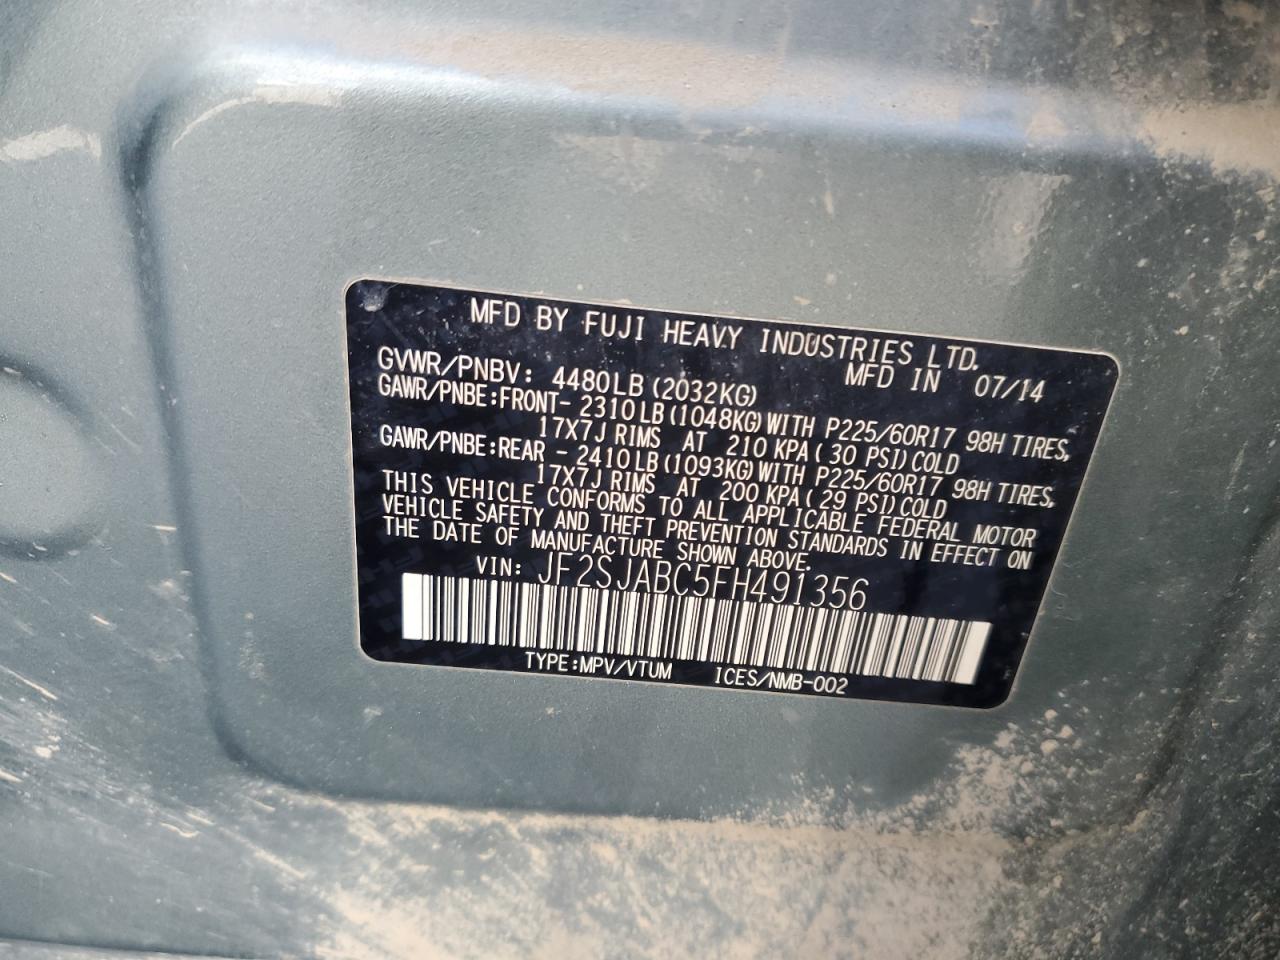 MFD BY FUJI HEAVY INDUSTRIES LTD.
MFD IN 07/14
GVWR/PNBV: 4480LB (2032KG)
GAWR/PNBE:FRONT- 2310LB (1048KG) WITH P225/60R17 98H TIRES,
17X7J RIMS AT 210 KPA ( 30 PSI) COLD
GAWR/PNBE:REAR - 2410LB (1093KG) WITH P225/60R17 98H TIRES,
17X7J RIMS AT 200 KPA ( 29 PSI) COLD
THIS VEHICLE CONFORMS TO ALL APPLICABLE FEDERAL MOTOR
VEHICLE SAFETY AND THEFT PREVENTION STANDARDS IN EFFECT ON
THE DATE OF MANUFACTURE SHOWN ABOVE.
VIN: JF2SJABC5FH491356
TYPE:MPV/VTUM ICES/NMB-002